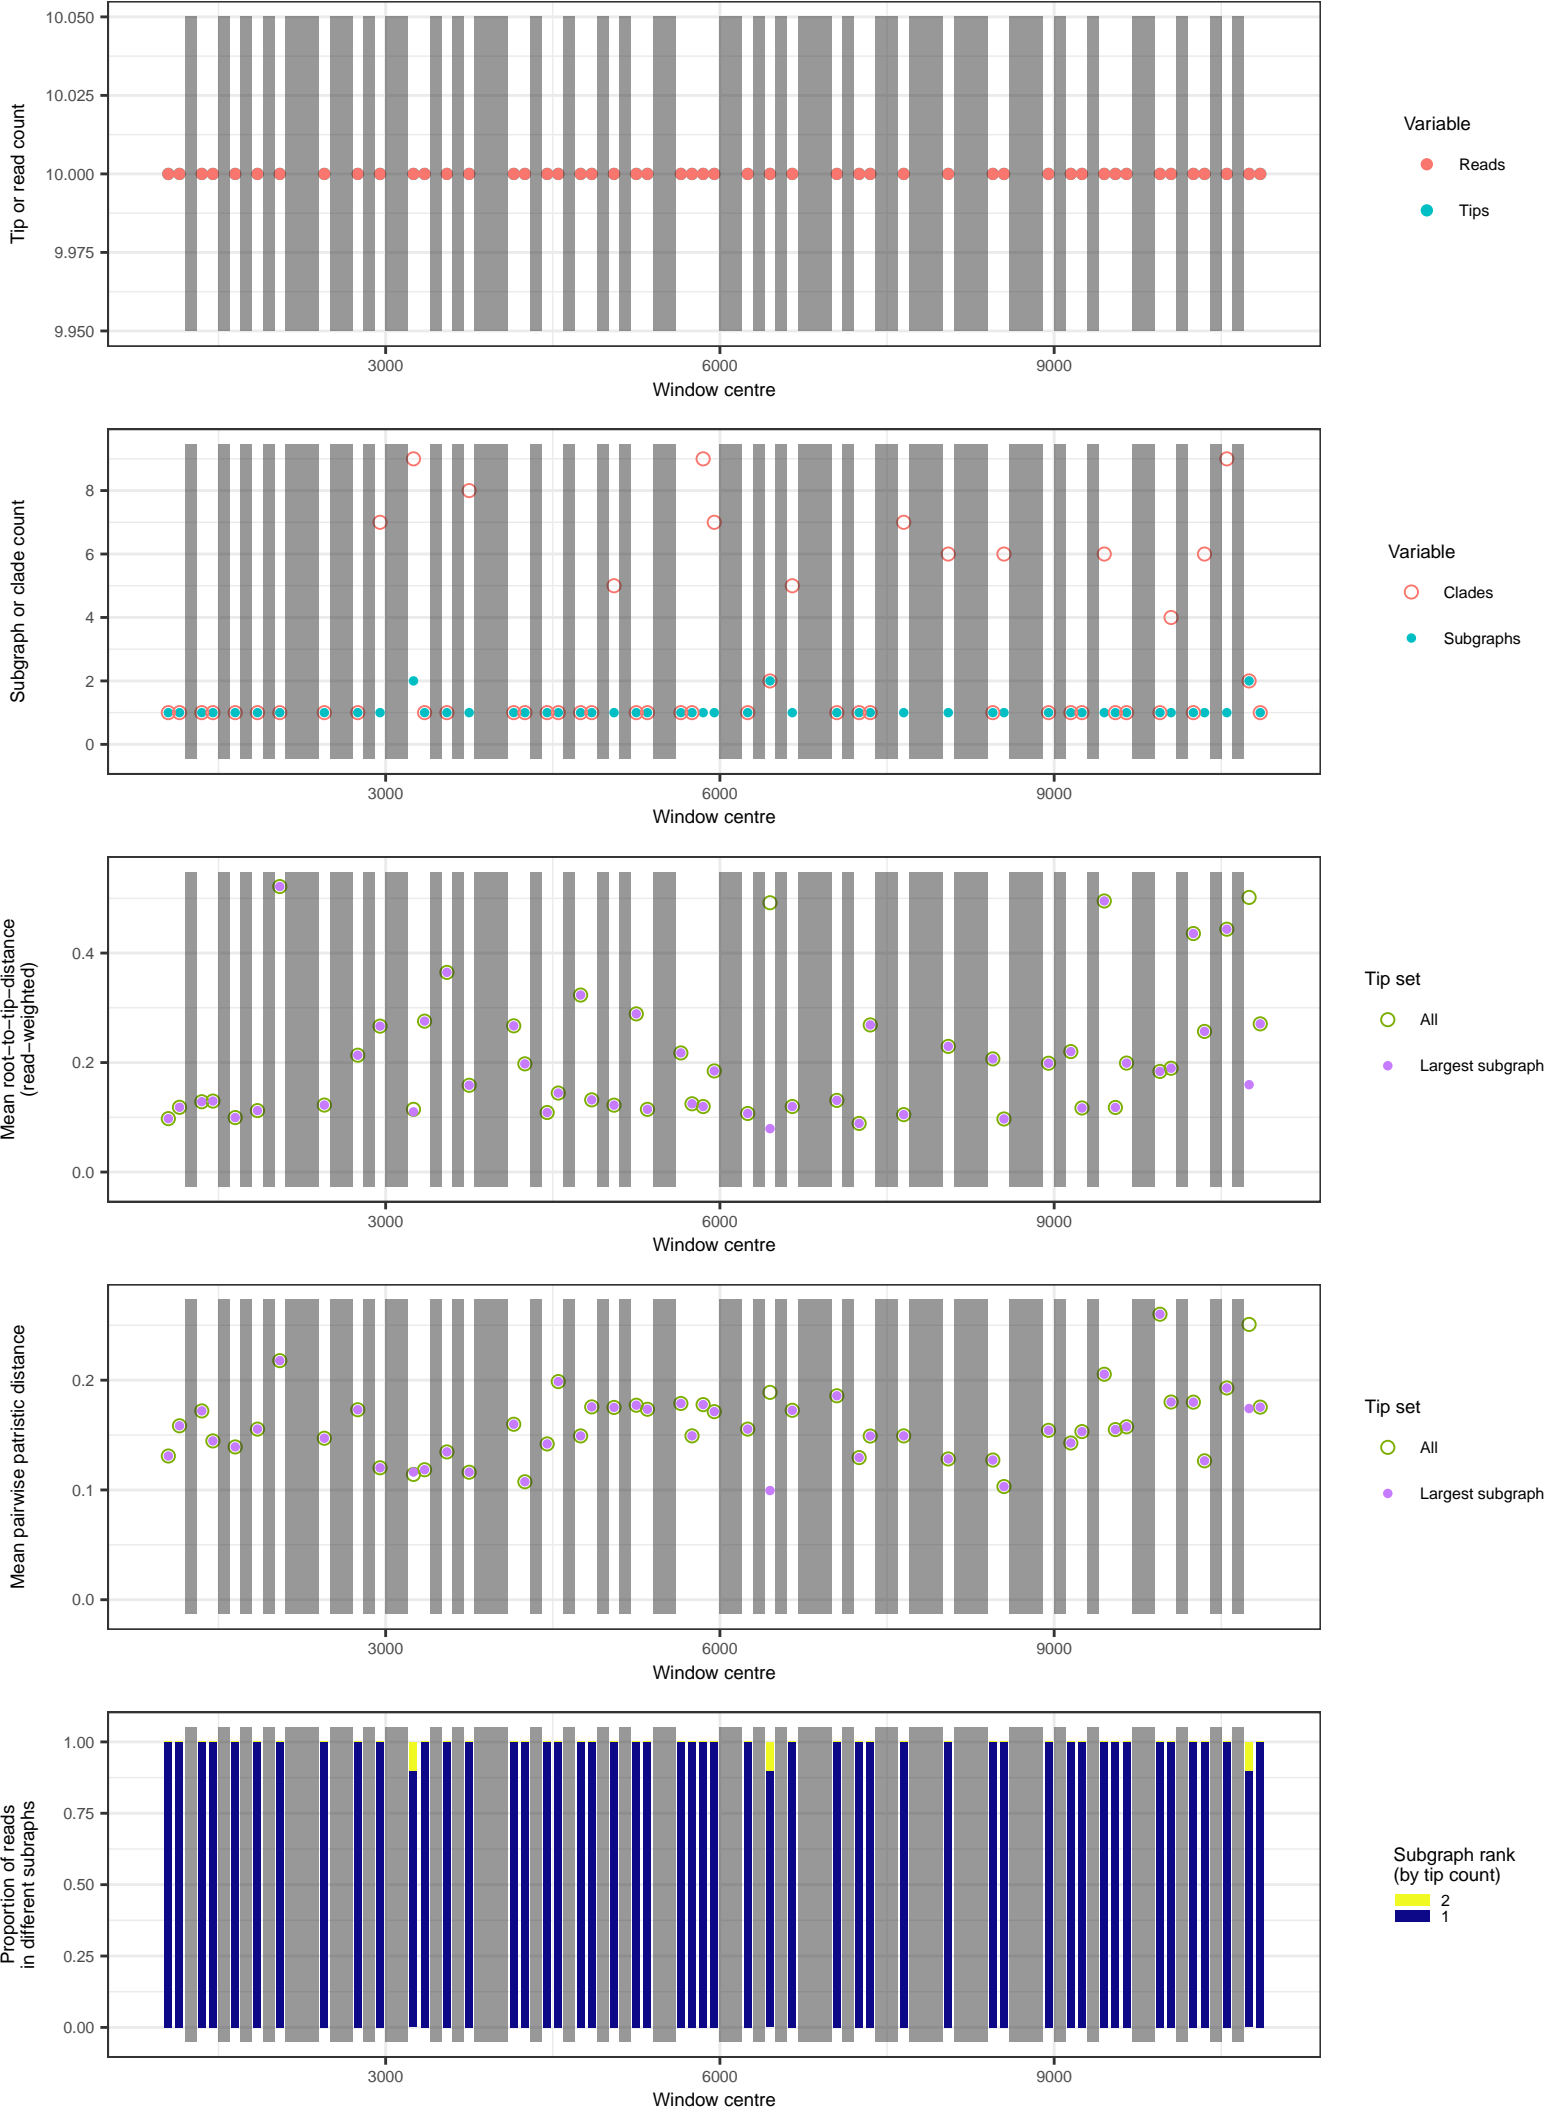 10.050
10.025
10.000
9.975
9.950
Tip or read count
3000
6000
9000
Window centre
Variable
Reads
Tips
8
6
4
2
0
Subgraph or clade count
3000
6000
9000
Window centre
Variable
Clades
Subgraphs
0.4
0.2
0.0
Mean root−to−tip−distance
(read−weighted)
3000
6000
9000
Window centre
Tip set
All
Largest subgraph
0.2
0.1
0.0
Mean pairwise patristic distance
3000
6000
9000
Window centre
Tip set
All
Largest subgraph
1.00
0.75
0.50
0.25
0.00
Proportion of reads
in different subraphs
3000
6000
9000
Window centre
Subgraph rank
(by tip count)
2
1